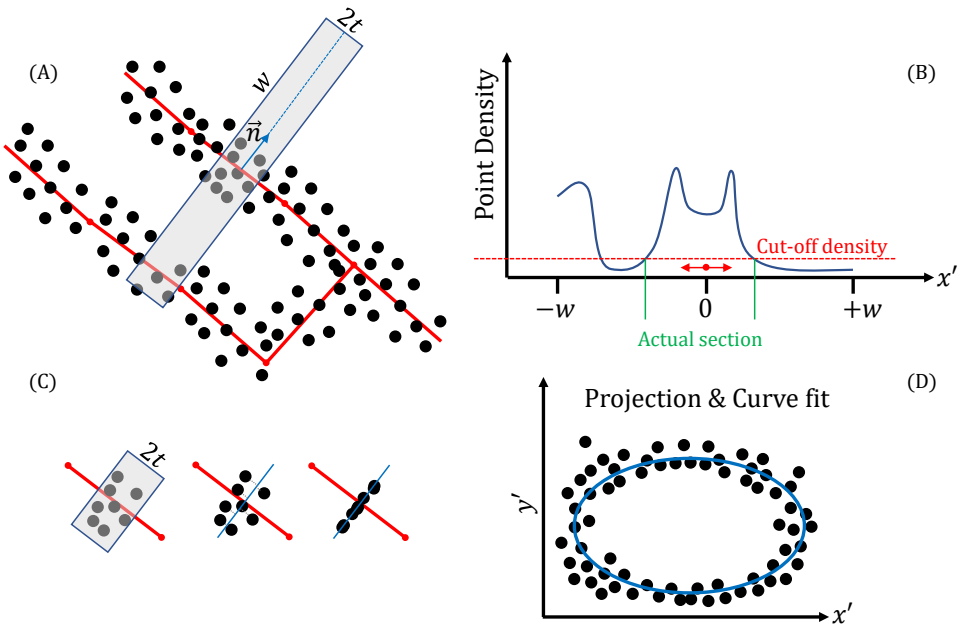 (A)
2t
w
n⃗
(B)
Point Density
Cut-off density
x′
−w
0
+w
Actual section
(C)
2t
(D)
Projection & Curve fit
y′
x′